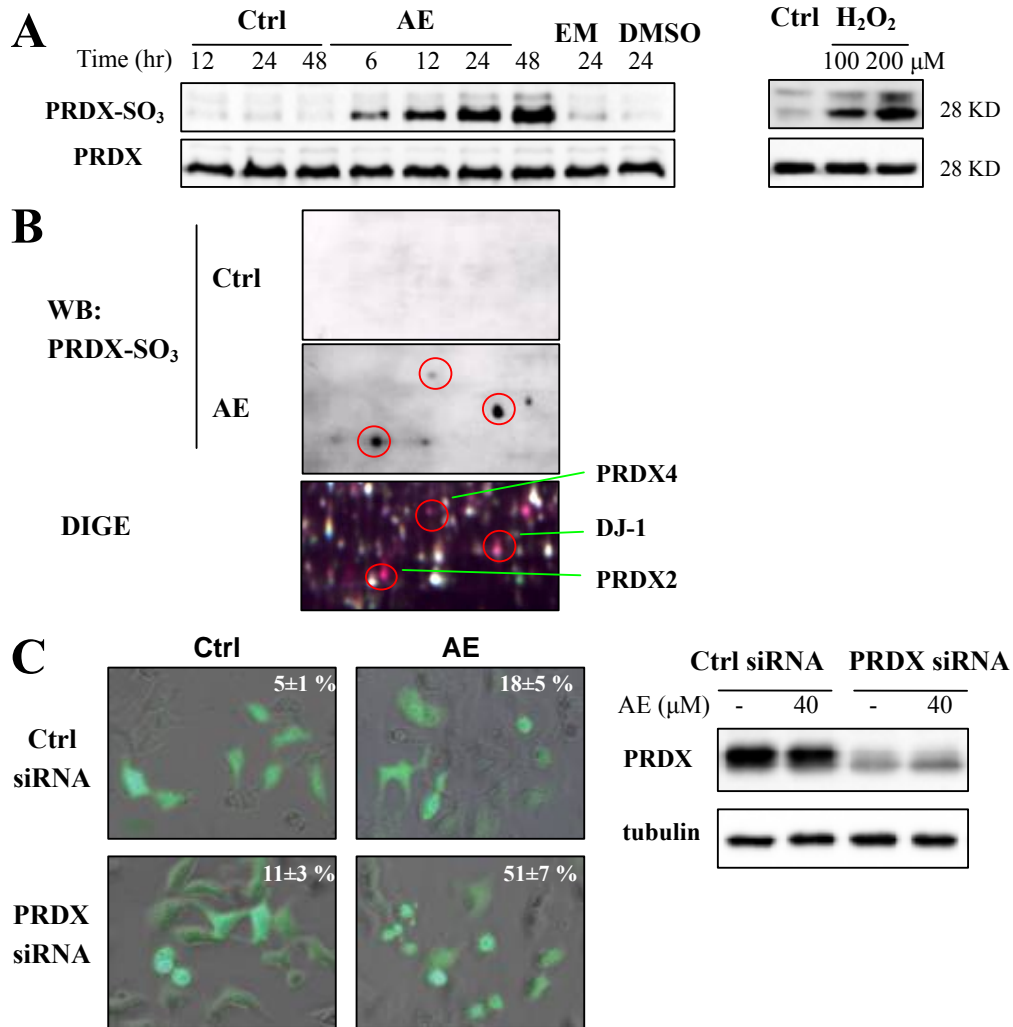 A
Ctrl AE EM DMSO Ctrl H₂O₂
Time (hr) 12 24 48 6 12 24 48 24 24 100 200 μM
PRDX-SO₃ 28 KD
PRDX 28 KD
B
WB:
PRDX-SO₃
Ctrl
AE
DIGE
PRDX4
DJ-1
PRDX2
C
Ctrl AE
Ctrl
siRNA
5±1 % 18±5 %
PRDX
siRNA
11±3 % 51±7 %
Ctrl siRNA PRDX siRNA
AE (μM) - 40 - 40
PRDX
tubulin